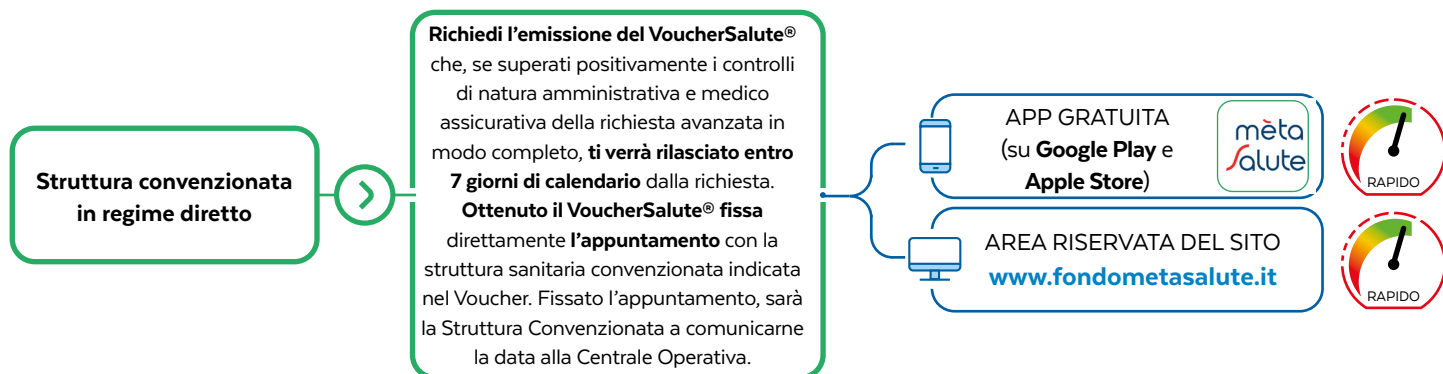 Struttura convenzionata
in regime diretto
Richiedi l’emissione del VoucherSalute®
che, se superati positivamente i controlli
di natura amministrativa e medico
assicurativa della richiesta avanzata in
modo completo, ti verrà rilasciato entro
7 giorni di calendario dalla richiesta.
Ottenuto il VoucherSalute® fissa
direttamente l’appuntamento con la
struttura sanitaria convenzionata indicata
nel Voucher. Fissato l’appuntamento, sarà
la Struttura Convenzionata a comunicarne
la data alla Centrale Operativa.
APP GRATUITA
(su Google Play e
Apple Store)
mèta
Salute
RAPIDO
AREA RISERVATA DEL SITO
www.fondometasalute.it
RAPIDO